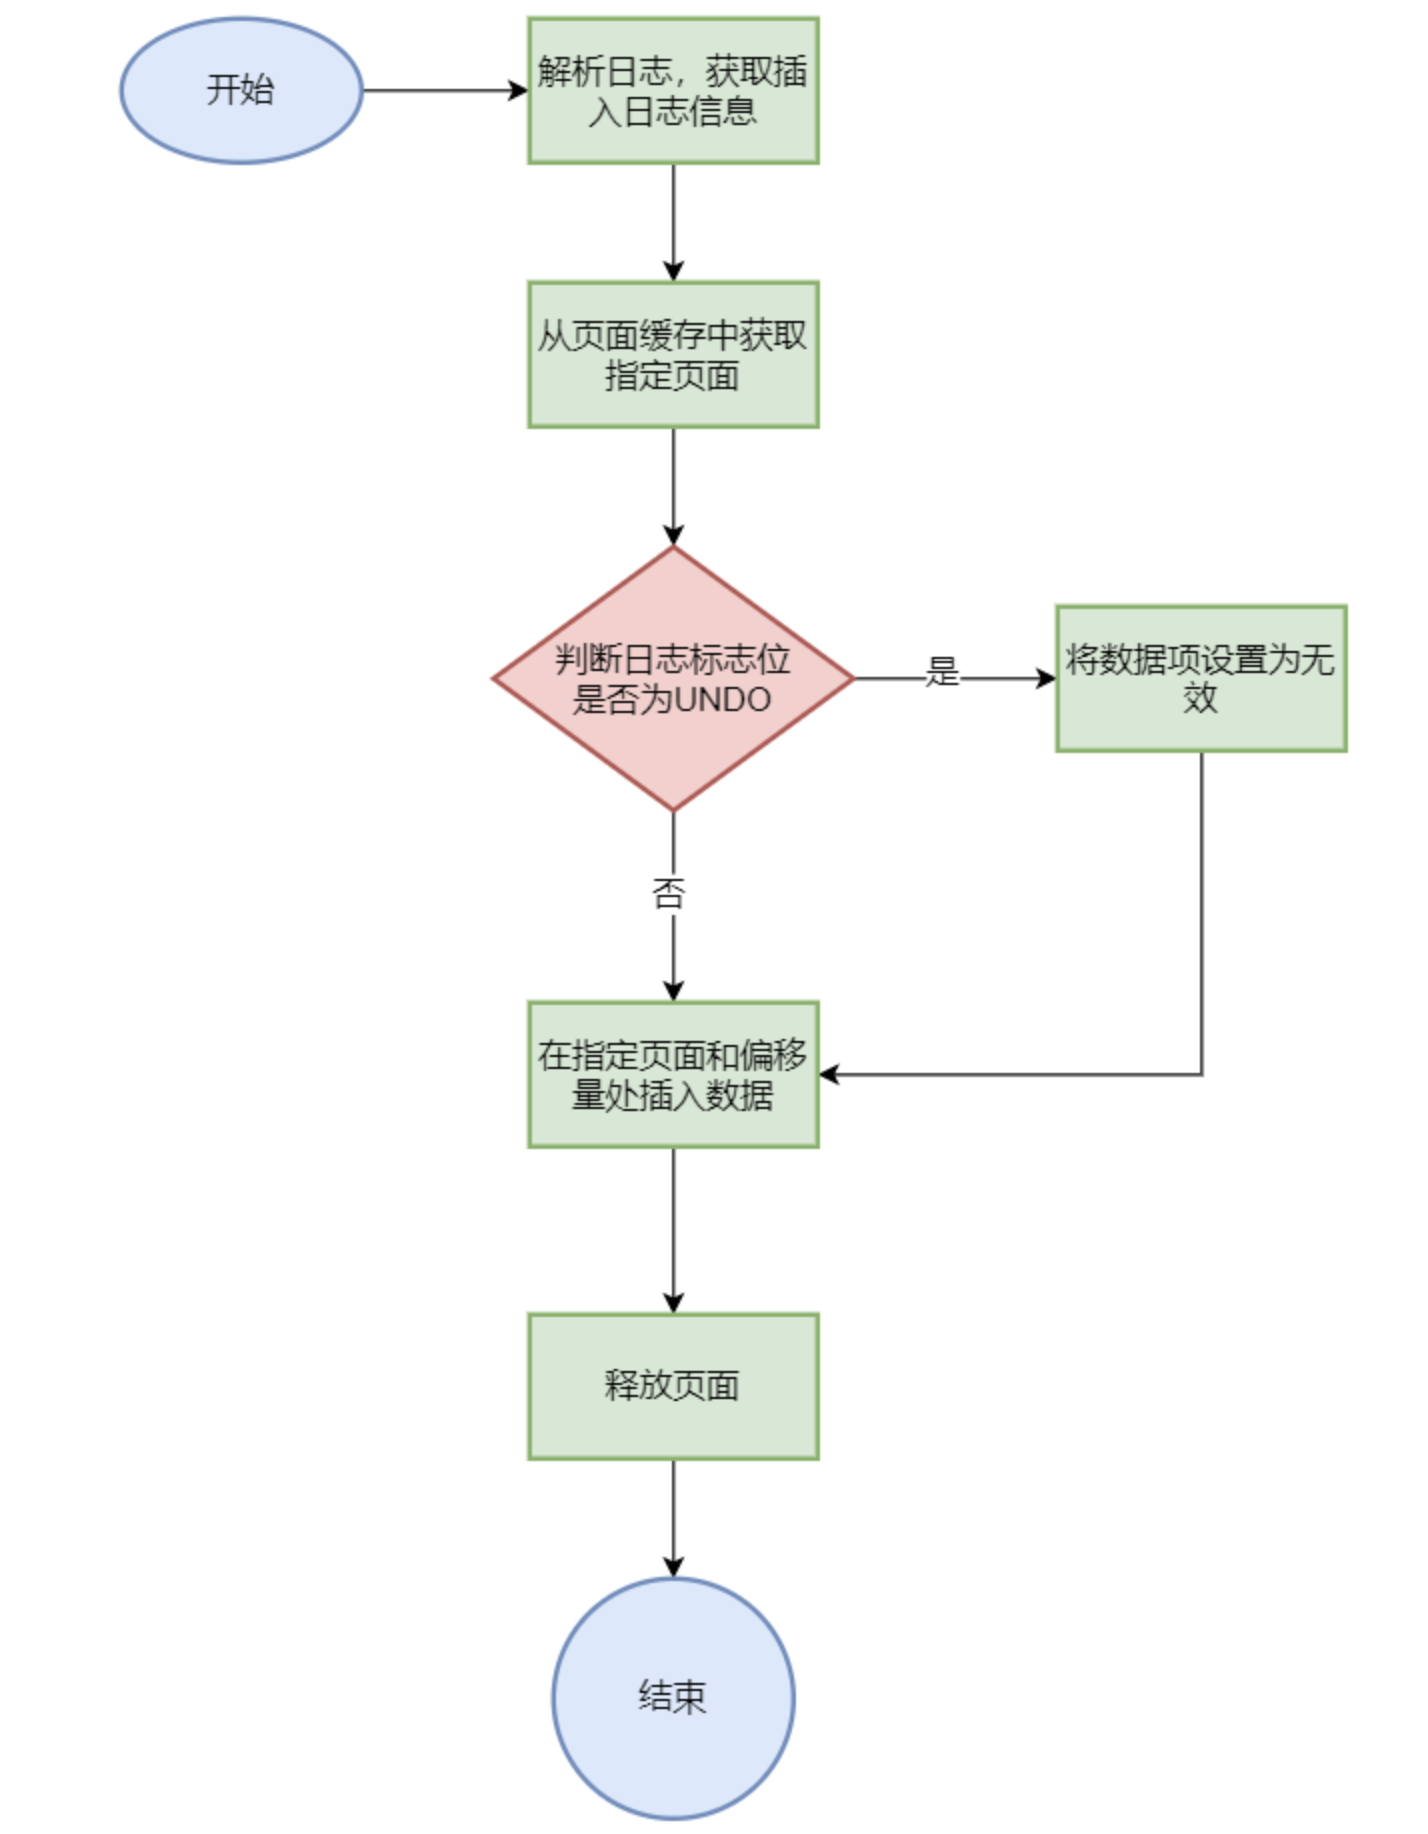 开始
解析日志，获取插
入日志信息
从页面缓存中获取
指定页面
判断日志标志位
是否为UNDO
是
将数据项设置为无
效
否
在指定页面和偏移
量处插入数据
释放页面
结束